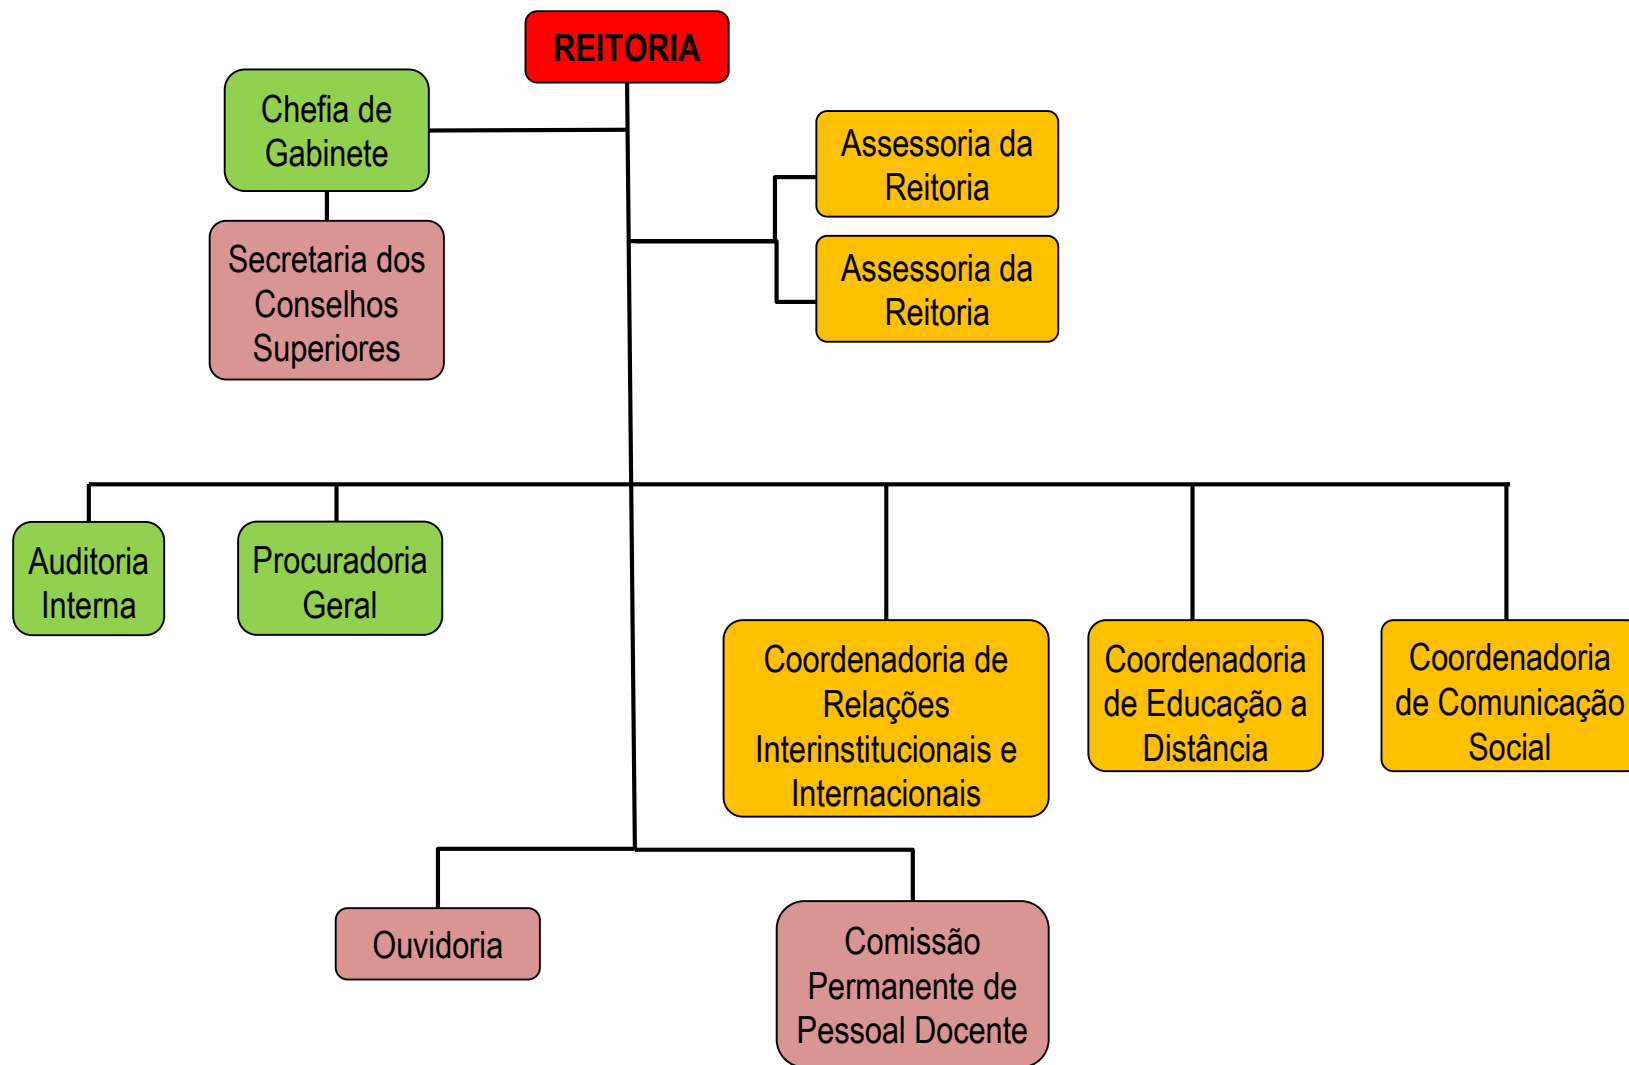 REITORIA
Chefia de
Gabinete
Assessoria da
Reitoria
Secretaria dos
Conselhos
Superiores
Assessoria da
Reitoria
Auditoria
Interna
Procuradoria
Geral
Coordenadoria de
Relações
Interinstitucionais e
Internacionais
Coordenadoria
de Educação a
Distância
Coordenadoria
de Comunicação
Social
Ouvidoria
Comissão
Permanente de
Pessoal Docente